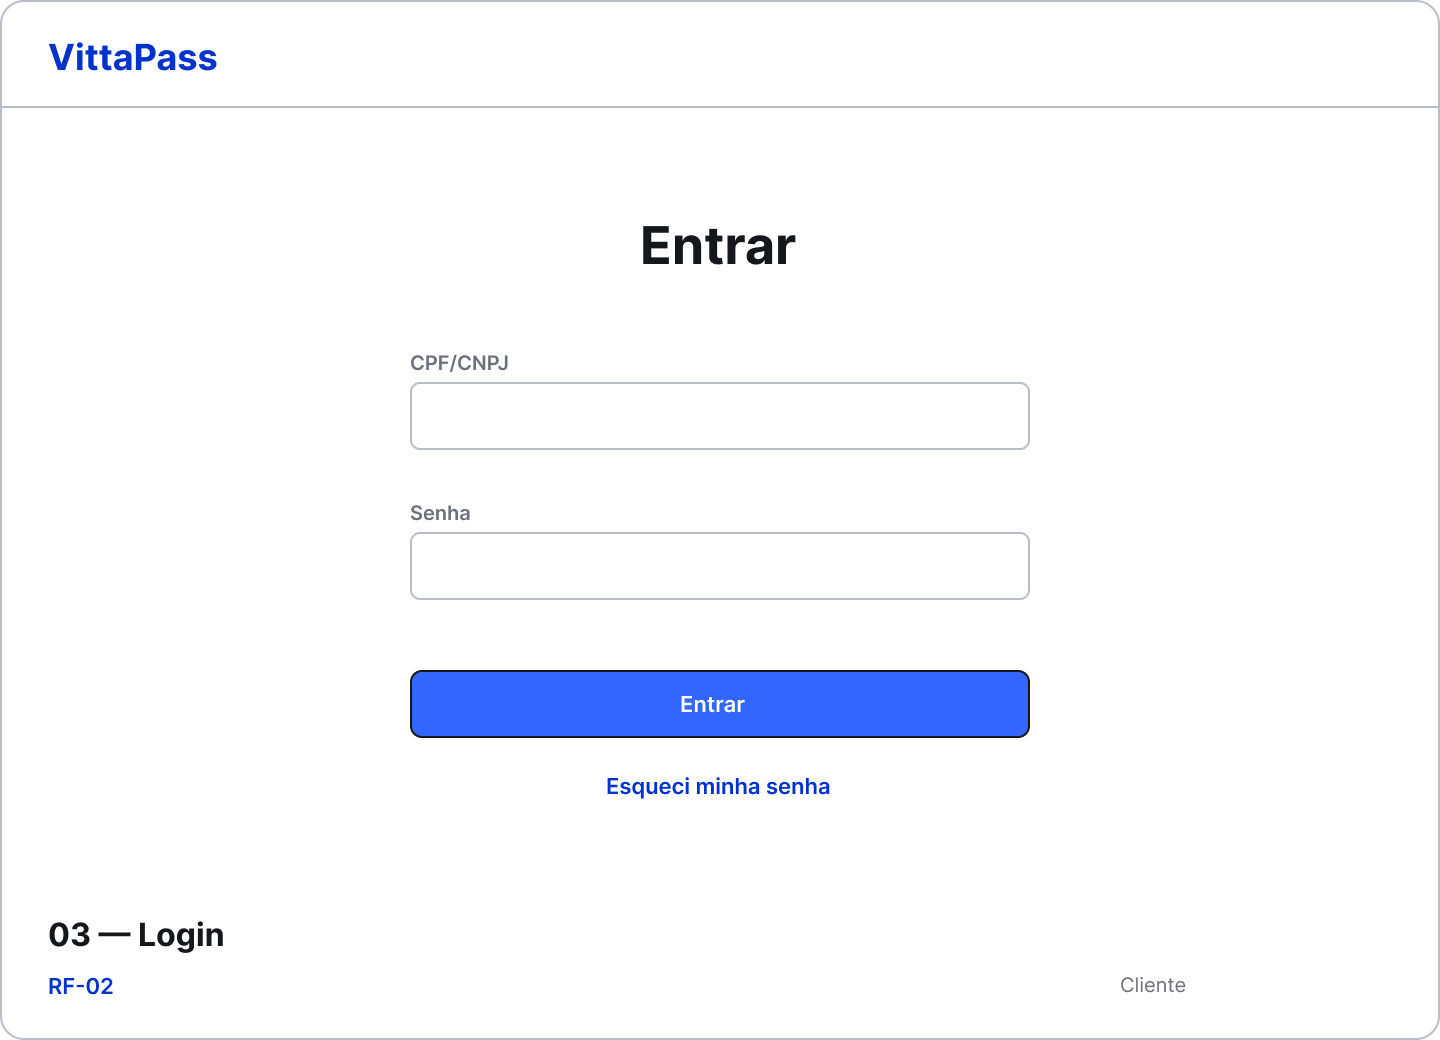 VittaPass
Entrar
CPF/CNPJ
Senha
Entrar
Esqueci minha senha
03 — Login
RF-02
Cliente